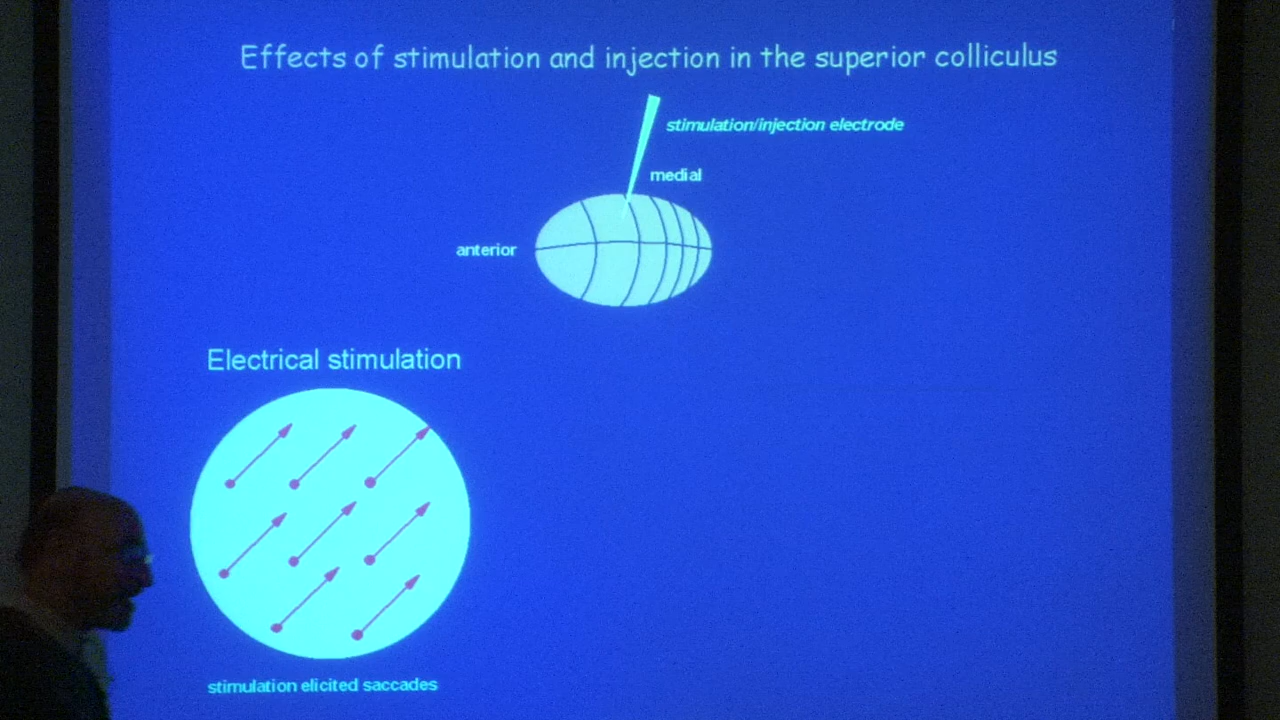 Effects of stimulation and injection in the superior colliculus
stimulation/injection electrode
medial
anterior
Electrical stimulation
stimulation elicited saccades